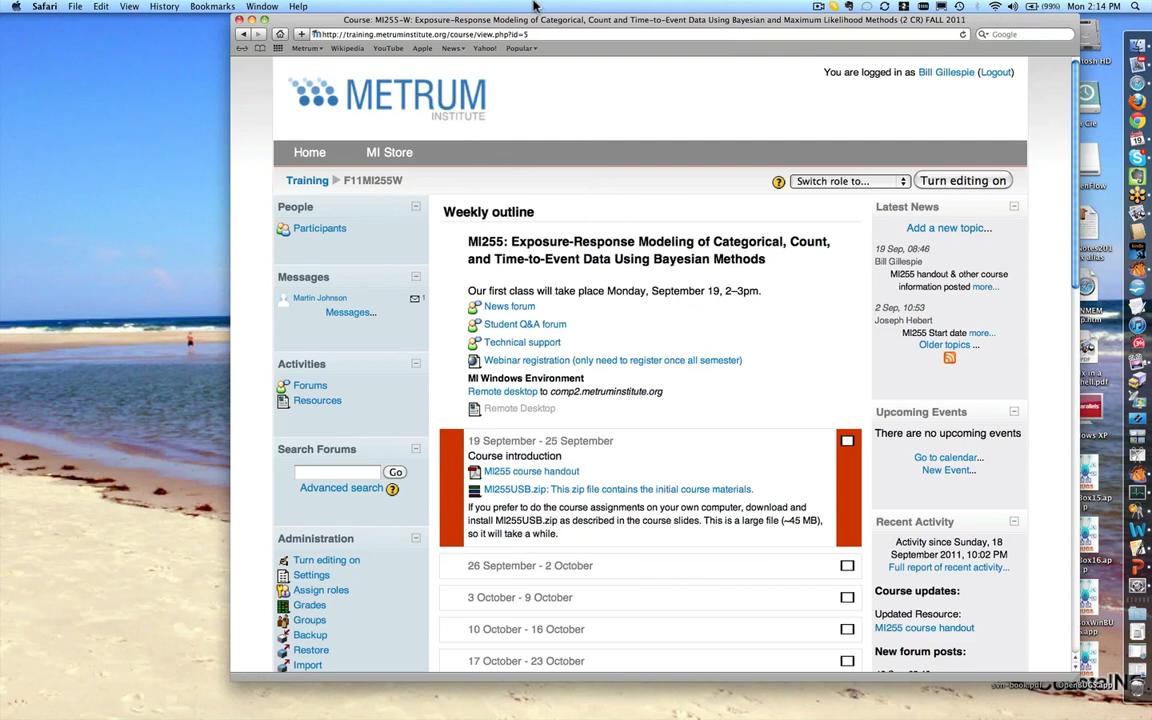 Safari File Edit View History Bookmarks Window Help
(99%) Mon 2:14 PM
Course: MI255-W: Exposure-Response Modeling of Categorical, Count and Time-to-Event Data Using Bayesian and Maximum Likelihood Methods (2 CR) FALL 2011
http://training.metruminstitute.org/course/view.php?id=5
Google
Metrum Wikipedia YouTube Apple News Yahoo! Popular
You are logged in as Bill Gillespie (Logout)
METRUM
INSTITUTE
Home MI Store
Training F11MI255W
Switch role to...
Turn editing on
People
Participants
Messages
Martin Johnson 1
Messages...
Activities
Forums
Resources
Search Forums
Go
Advanced search
Administration
Turn editing on
Settings
Assign roles
Grades
Groups
Backup
Restore
Import
Weekly outline
MI255: Exposure-Response Modeling of Categorical, Count,
and Time-to-Event Data Using Bayesian Methods
Our first class will take place Monday, September 19, 2–3pm.
News forum
Student Q&A forum
Technical support
Webinar registration (only need to register once all semester)
MI Windows Environment
Remote desktop to comp2.metruminstitute.org
Remote Desktop
19 September - 25 September
Course introduction
MI255 course handout
MI255USB.zip: This zip file contains the initial course materials.
If you prefer to do the course assignments on your own computer, download and
install MI255USB.zip as described in the course slides. This is a large file (~45 MB),
so it will take a while.
26 September - 2 October
3 October - 9 October
10 October - 16 October
17 October - 23 October
Latest News
Add a new topic...
19 Sep, 08:46
Bill Gillespie
MI255 handout & other course
information posted more...
2 Sep, 10:53
Joseph Hebert
MI255 Start date more...
Older topics ...
Upcoming Events
There are no upcoming events
Go to calendar...
New Event...
Recent Activity
Activity since Sunday, 18
September 2011, 10:02 PM
Full report of recent activity...
Course updates:
Updated Resource:
MI255 course handout
New forum posts:
svn-book.pdf
OpenBUGS.app